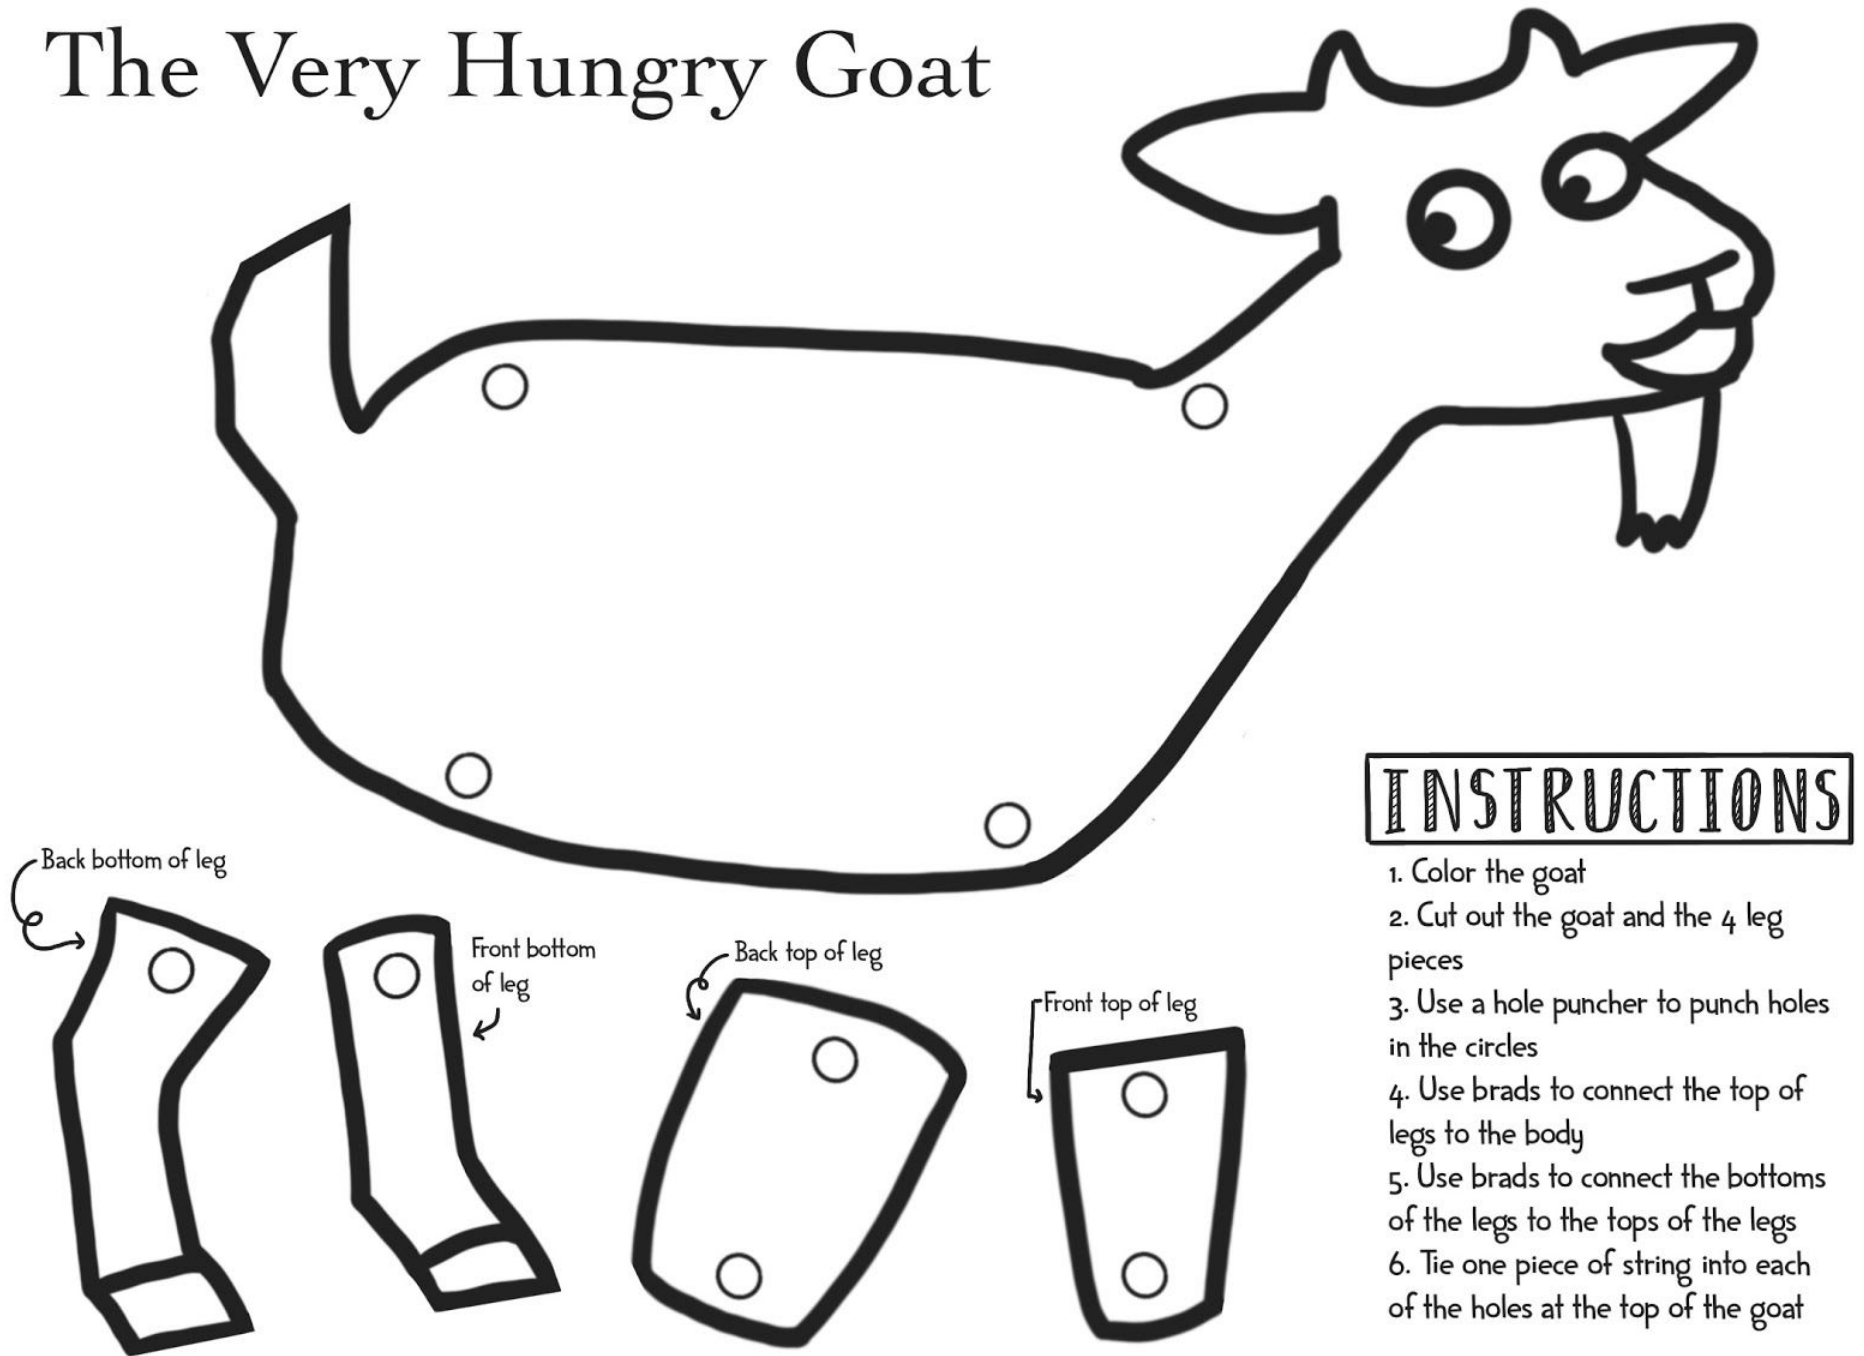 The Very Hungry Goat
Back bottom of leg
Front bottom
of leg
Back top of leg
Front top of leg
INSTRUCTIONS
1. Color the goat
2. Cut out the goat and the 4 leg
pieces
3. Use a hole puncher to punch holes
in the circles
4. Use brads to connect the top of
legs to the body
5. Use brads to connect the bottoms
of the legs to the tops of the legs
6. Tie one piece of string into each
of the holes at the top of the goat